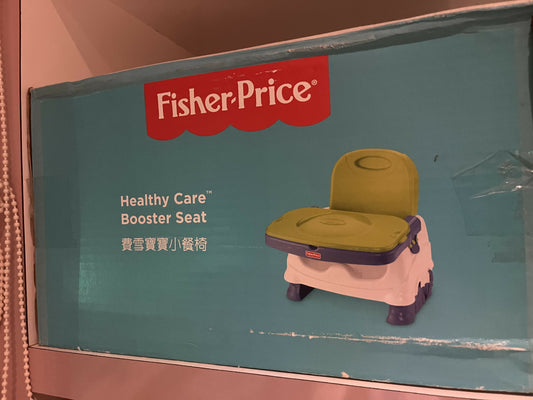 Fisher-Price®
Healthy Care™
Booster Seat
費雪寶寶小餐椅